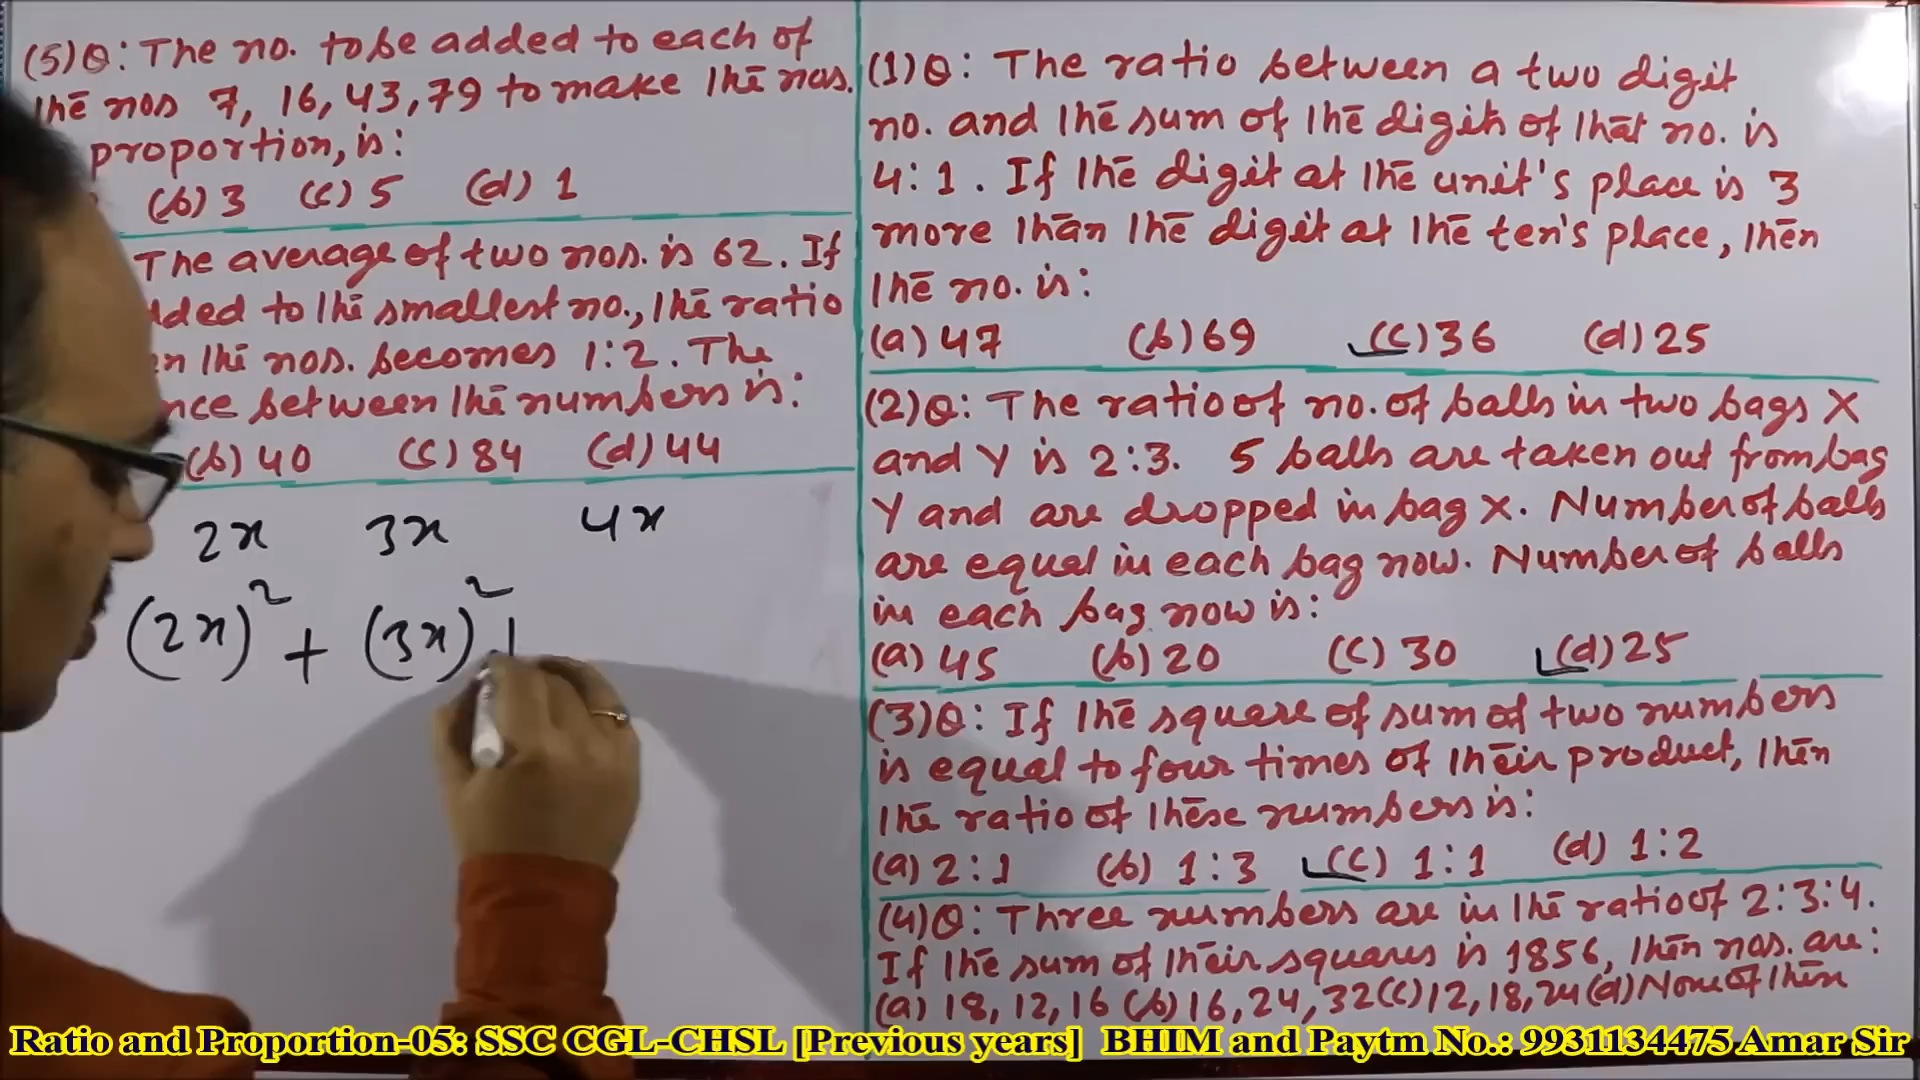 (5)Q: The no. to be added to each of
the nos 7, 16, 43, 79 to make the nos.
proportion, is:
(b) 3 (c) 5 (d) 1
The average of two nos. is 62. If
dded to the smallest no., the ratio
en the nos. becomes 1:2. The
nce between the numbers is:
(b) 40 (c) 84 (d) 44
2x 3x 4x
(2x)² + (3x)²
(1)Q: The ratio between a two digit
no. and the sum of the digits of that no. is
4:1. If the digit at the unit's place is 3
more than the digit at the ten's place, then
the no. is:
(a) 47 (b) 69 (c) 36 (d) 25
(2)Q: The ratio of no. of balls in two bags X
and Y is 2:3. 5 balls are taken out from bag
Y and are dropped in bag X. Number of balls
are equal in each bag now. Number of balls
in each bag now is:
(a) 45 (b) 20 (c) 30 (d) 25
(3)Q: If the square of sum of two numbers
is equal to four times of their product, then
the ratio of these numbers is:
(a) 2:1 (b) 1:3 (c) 1:1 (d) 1:2
(4)Q: Three numbers are in the ratio of 2:3:4.
If the sum of their squares is 1856, then nos. are:
(a) 18, 12, 16 (b) 16, 24, 32 (c) 12, 18, 24 (d) None of then
Ratio and Proportion-05: SSC CGL-CHSL [Previous years] BHIM and Paytm No.: 9931134475 Amar Sir